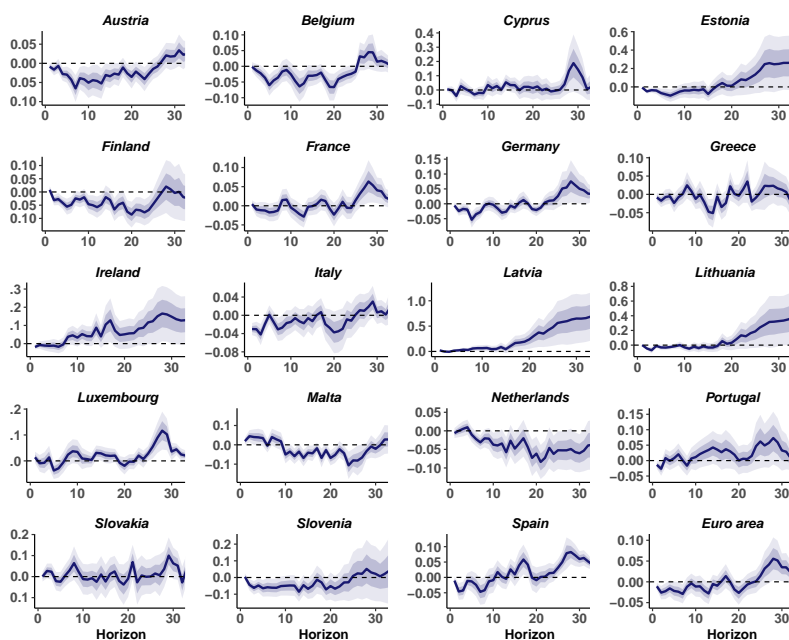 Austria
0.05
0.00
0.05
0.10
0 10 20 30
Belgium
0.05
0.00
−0.05
−0.10
0 10 20 30
Cyprus
0.4
0.3
0.2
0.1
0.0
−0.1
0 10 20 30
Estonia
0.6
0.4
0.2
0.0
0 10 20 30
Finland
0.10
0.05
0.00
0.05
0.10
0 10 20 30
France
0.10
0.05
0.00
−0.05
0 10 20 30
Germany
0.15
0.10
0.05
0.00
−0.05
0 10 20 30
Greece
0.10
0.05
0.00
−0.05
0 10 20 30
Ireland
.3
.2
.1
.0
0 10 20 30
Italy
0.04
0.00
−0.04
−0.08
0 10 20 30
Latvia
1.0
0.5
0.0
0 10 20 30
Lithuania
0.8
0.6
0.4
0.2
0.0
0 10 20 30
Luxembourg
.2
.1
.0
0 10 20 30
Malta
0.1
0.0
−0.1
0 10 20 30
Netherlands
0.05
0.00
−0.05
−0.10
0 10 20 30
Portugal
0.15
0.10
0.05
0.00
−0.05
0 10 20 30
Slovakia
0.2
0.1
0.0
0.1
0 10 20 30
Horizon
Slovenia
0.2
0.1
0.0
−0.1
0 10 20 30
Horizon
Spain
0.10
0.05
0.00
−0.05
0 10 20 30
Horizon
Euro area
0.10
0.05
0.00
−0.05
0 10 20 30
Horizon